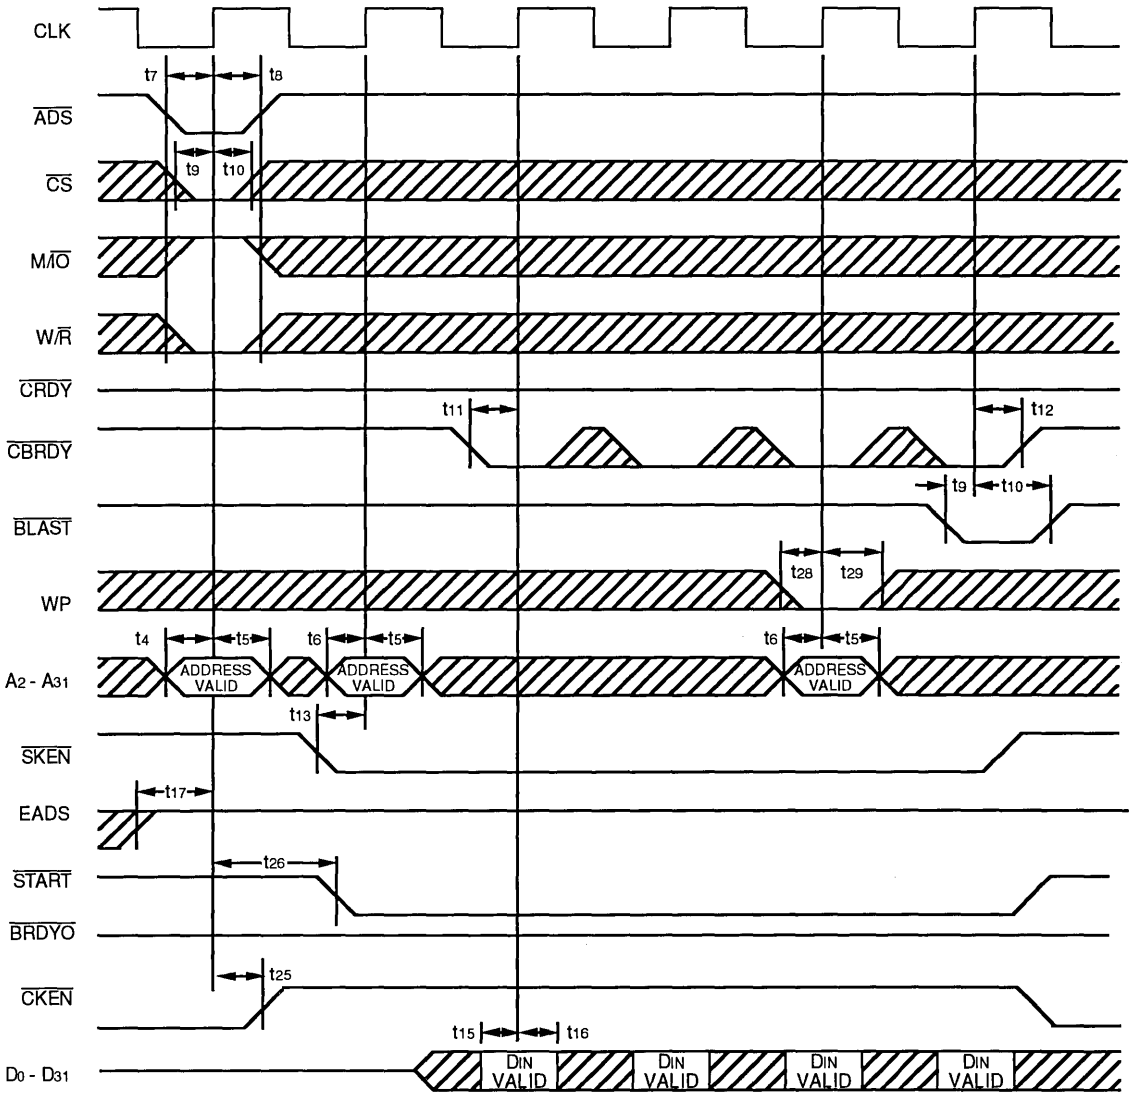 CLK
t7 t8
ADS
t9 t10
CS
M/IO
W/R
CRDY
t11 t12
CBRDY
t9 t10
BLAST
t28 t29
WP
t4 t5 t6 t5 t6 t5
A2 - A31 ADDRESS VALID ADDRESS VALID ADDRESS VALID
t13
SKEN
t17
EADS
t26
START
BRDYO
t25
CKEN
t15 t16
D0 - D31 DIN VALID DIN VALID DIN VALID DIN VALID